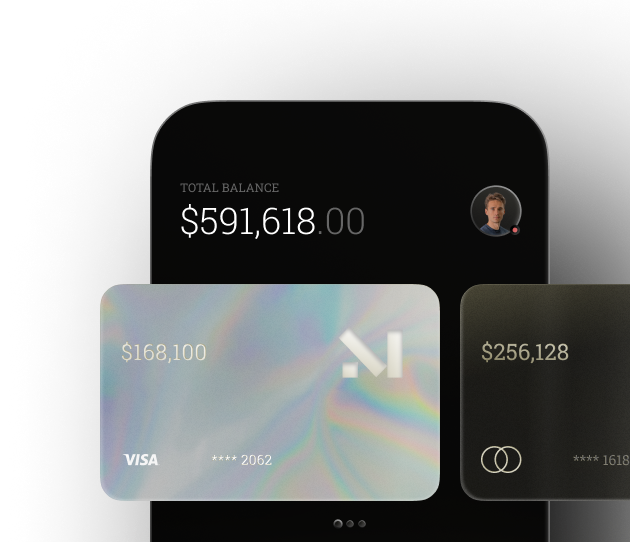 TOTAL BALANCE
$591,618.00
$168,100
VISA
**** 2062
$256,128
**** 1618